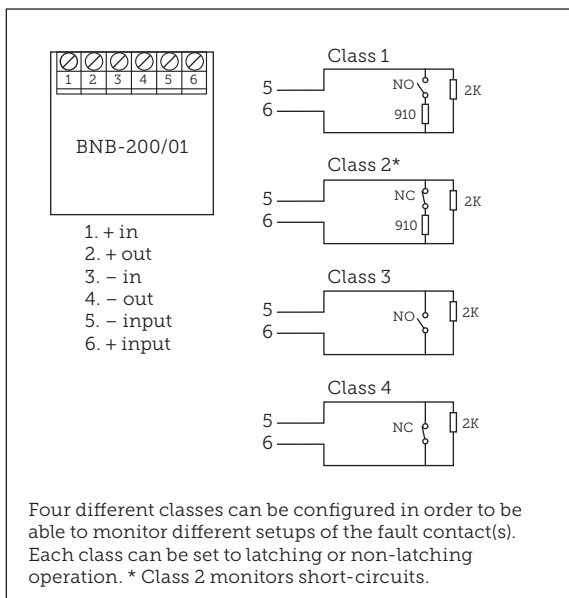 1 2 3 4 5 6
BNB-200/01
1. + in
2. + out
3. – in
4. – out
5. – input
6. + input
Class 1
5
6
NO
910
2K
Class 2*
5
6
NC
910
2K
Class 3
5
6
NO
2K
Class 4
5
6
NC
2K
Four different classes can be configured in order to be
able to monitor different setups of the fault contact(s).
Each class can be set to latching or non-latching
operation. * Class 2 monitors short-circuits.